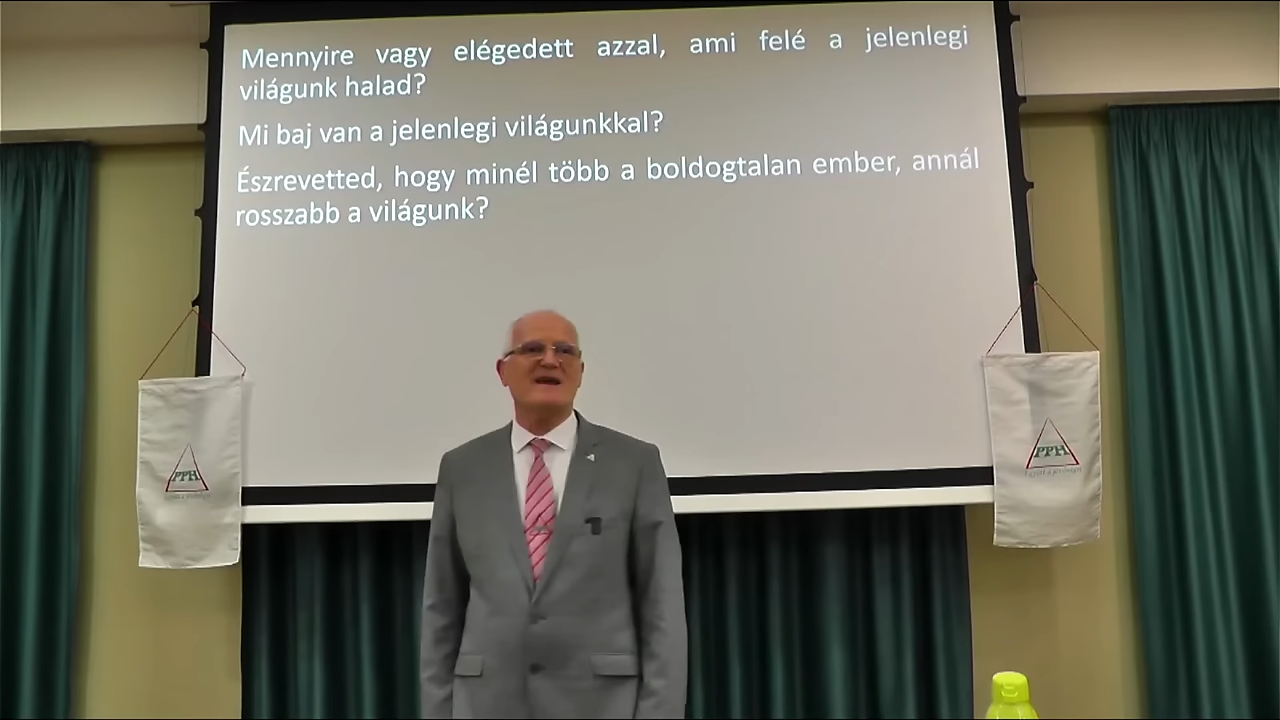 Mennyire vagy elégedett azzal, ami felé a jelenlegi
világunk halad?
Mi baj van a jelenlegi világunkkal?
Észrevetted, hogy minél több a boldogtalan ember, annál
rosszabb a világunk?
PPH
PPH